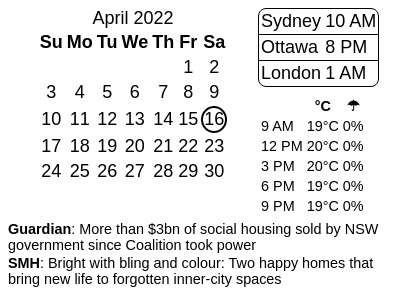 April 2022
Su Mo Tu We Th Fr Sa
1 2
3 4 5 6 7 8 9
10 11 12 13 14 15 16
17 18 19 20 21 22 23
24 25 26 27 28 29 30
Sydney 10 AM
Ottawa 8 PM
London 1 AM
°C ☂
9 AM 19°C 0%
12 PM 20°C 0%
3 PM 20°C 0%
6 PM 19°C 0%
9 PM 19°C 0%
Guardian: More than $3bn of social housing sold by NSW
government since Coalition took power
SMH: Bright with bling and colour: Two happy homes that
bring new life to forgotten inner-city spaces